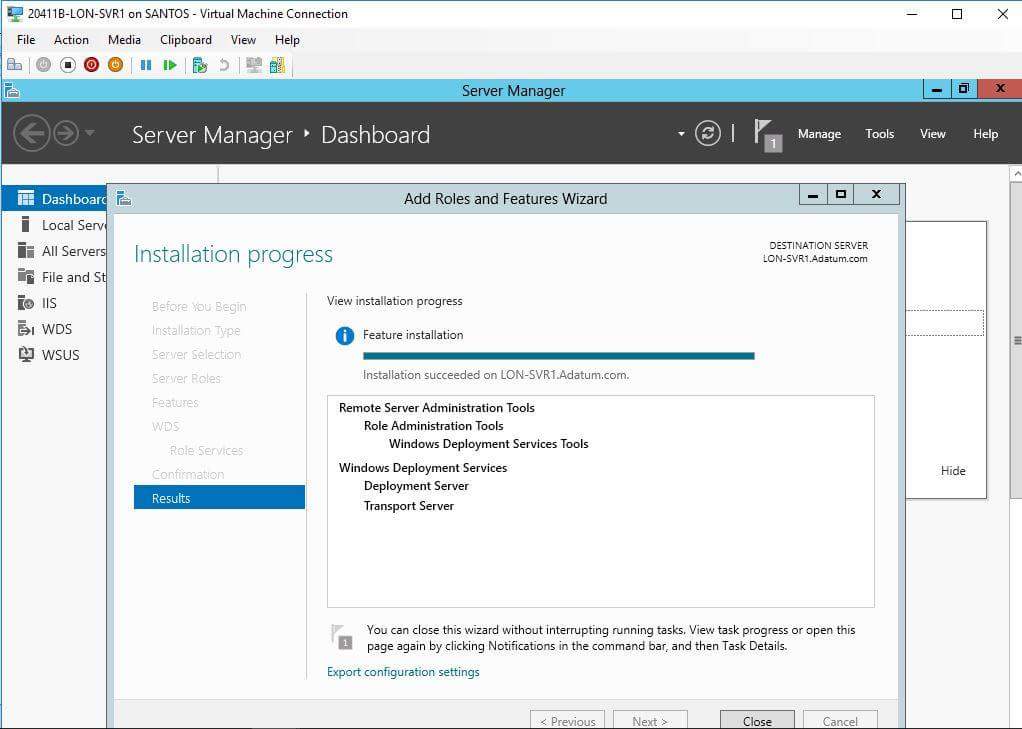 20411B-LON-SVR1 on SANTOS - Virtual Machine Connection
File Action Media Clipboard View Help
Server Manager
Server Manager ‣ Dashboard
1 Manage Tools View Help
Dashboard
Local Serve
All Servers
File and St
IIS
WDS
WSUS
Add Roles and Features Wizard
Installation progress
DESTINATION SERVER
LON-SVR1.Adatum.com
Before You Begin
Installation Type
Server Selection
Server Roles
Features
WDS
Role Services
Confirmation
Results
View installation progress
Feature installation
Installation succeeded on LON-SVR1.Adatum.com.
Remote Server Administration Tools
Role Administration Tools
Windows Deployment Services Tools
Windows Deployment Services
Deployment Server
Transport Server
1
You can close this wizard without interrupting running tasks. View task progress or open this
page again by clicking Notifications in the command bar, and then Task Details.
Export configuration settings
< Previous Next > Close Cancel
Hide